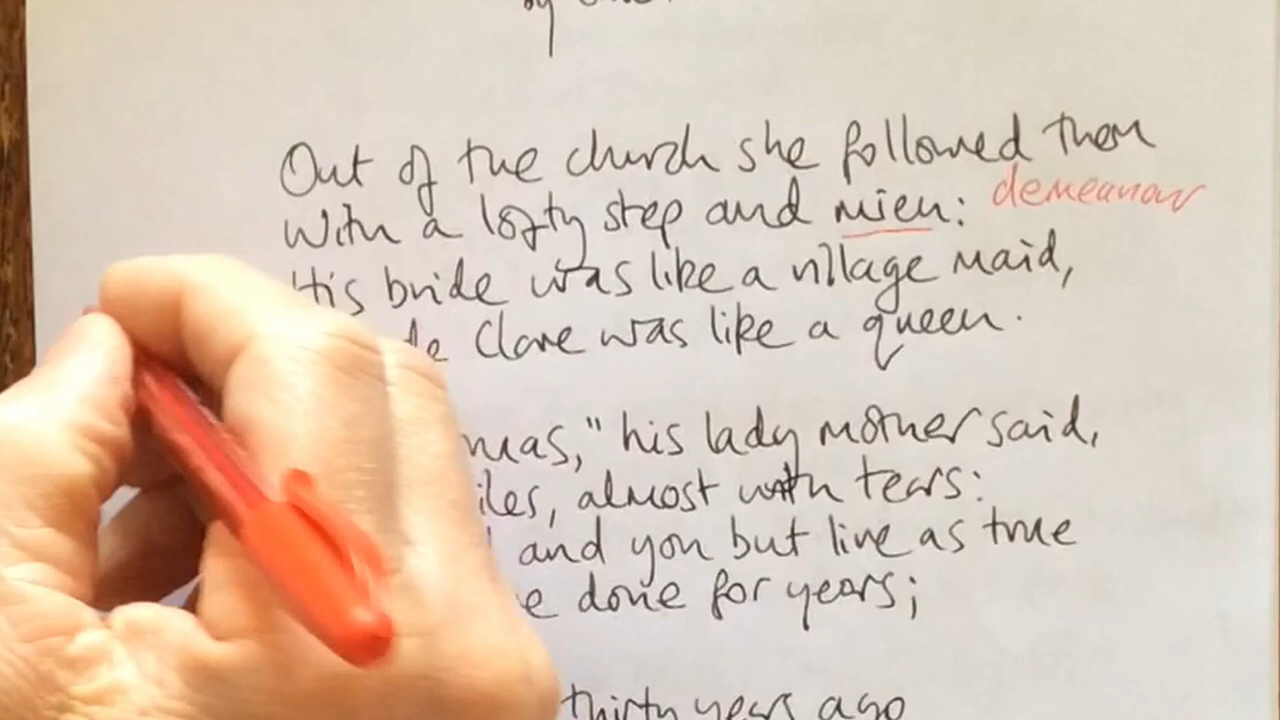 by
Out of the church she followed them
With a lofty step and mien: demeanour
His bride was like a village maid,
de Clare was like a queen.
mas," his lady mother said,
iles, almost with tears:
and you but live as true
e done for years;
thirty years ago